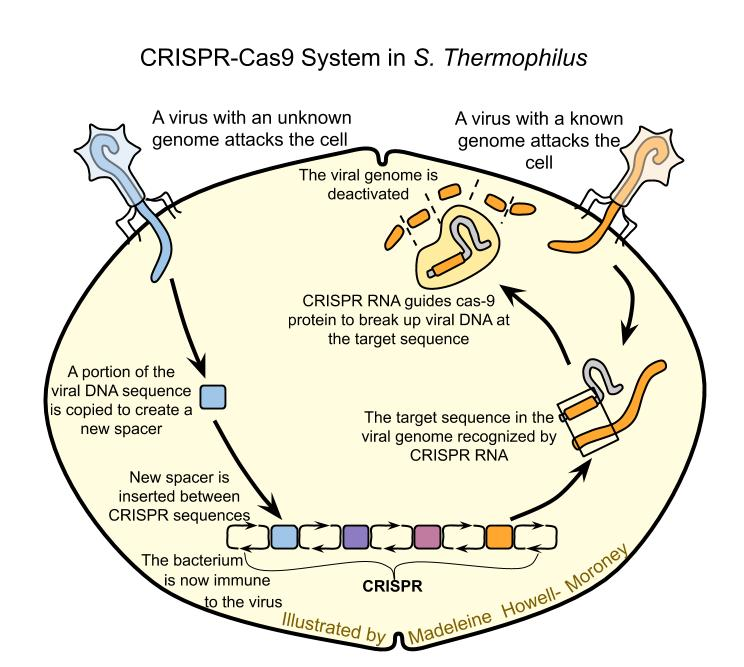 CRISPR-Cas9 System in S. Thermophilus
A virus with an unknown
genome attacks the cell
A virus with a known
genome attacks the
cell
The viral genome is
deactivated
CRISPR RNA guides cas-9
protein to break up viral DNA at
the target sequence
A portion of the
viral DNA sequence
is copied to create a
new spacer
The target sequence in the
viral genome recognized by
CRISPR RNA
New spacer is
inserted between
CRISPR sequences
The bacterium
is now immune
to the virus
CRISPR
Illustrated by Madeleine Howell- Moroney